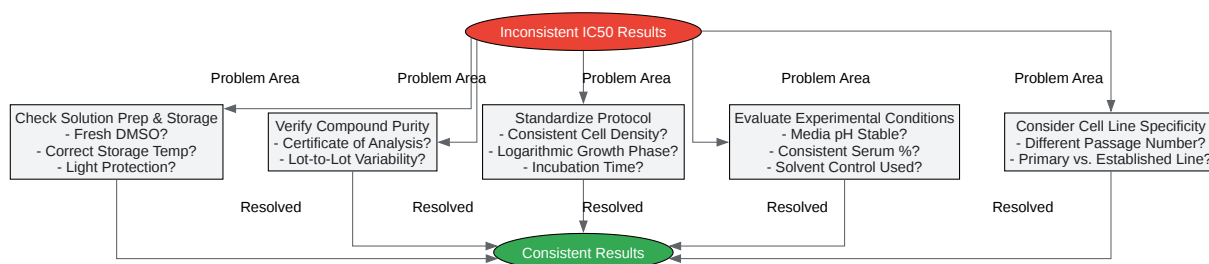 Inconsistent IC50 Results
Problem Area
Problem Area
Problem Area
Problem Area
Problem Area
Check Solution Prep & Storage
- Fresh DMSO?
- Correct Storage Temp?
- Light Protection?
Verify Compound Purity
- Certificate of Analysis?
- Lot-to-Lot Variability?
Standardize Protocol
- Consistent Cell Density?
- Logarithmic Growth Phase?
- Incubation Time?
Evaluate Experimental Conditions
- Media pH Stable?
- Consistent Serum %?
- Solvent Control Used?
Consider Cell Line Specificity
- Different Passage Number?
- Primary vs. Established Line?
Resolved
Resolved
Resolved
Resolved
Resolved
Consistent Results